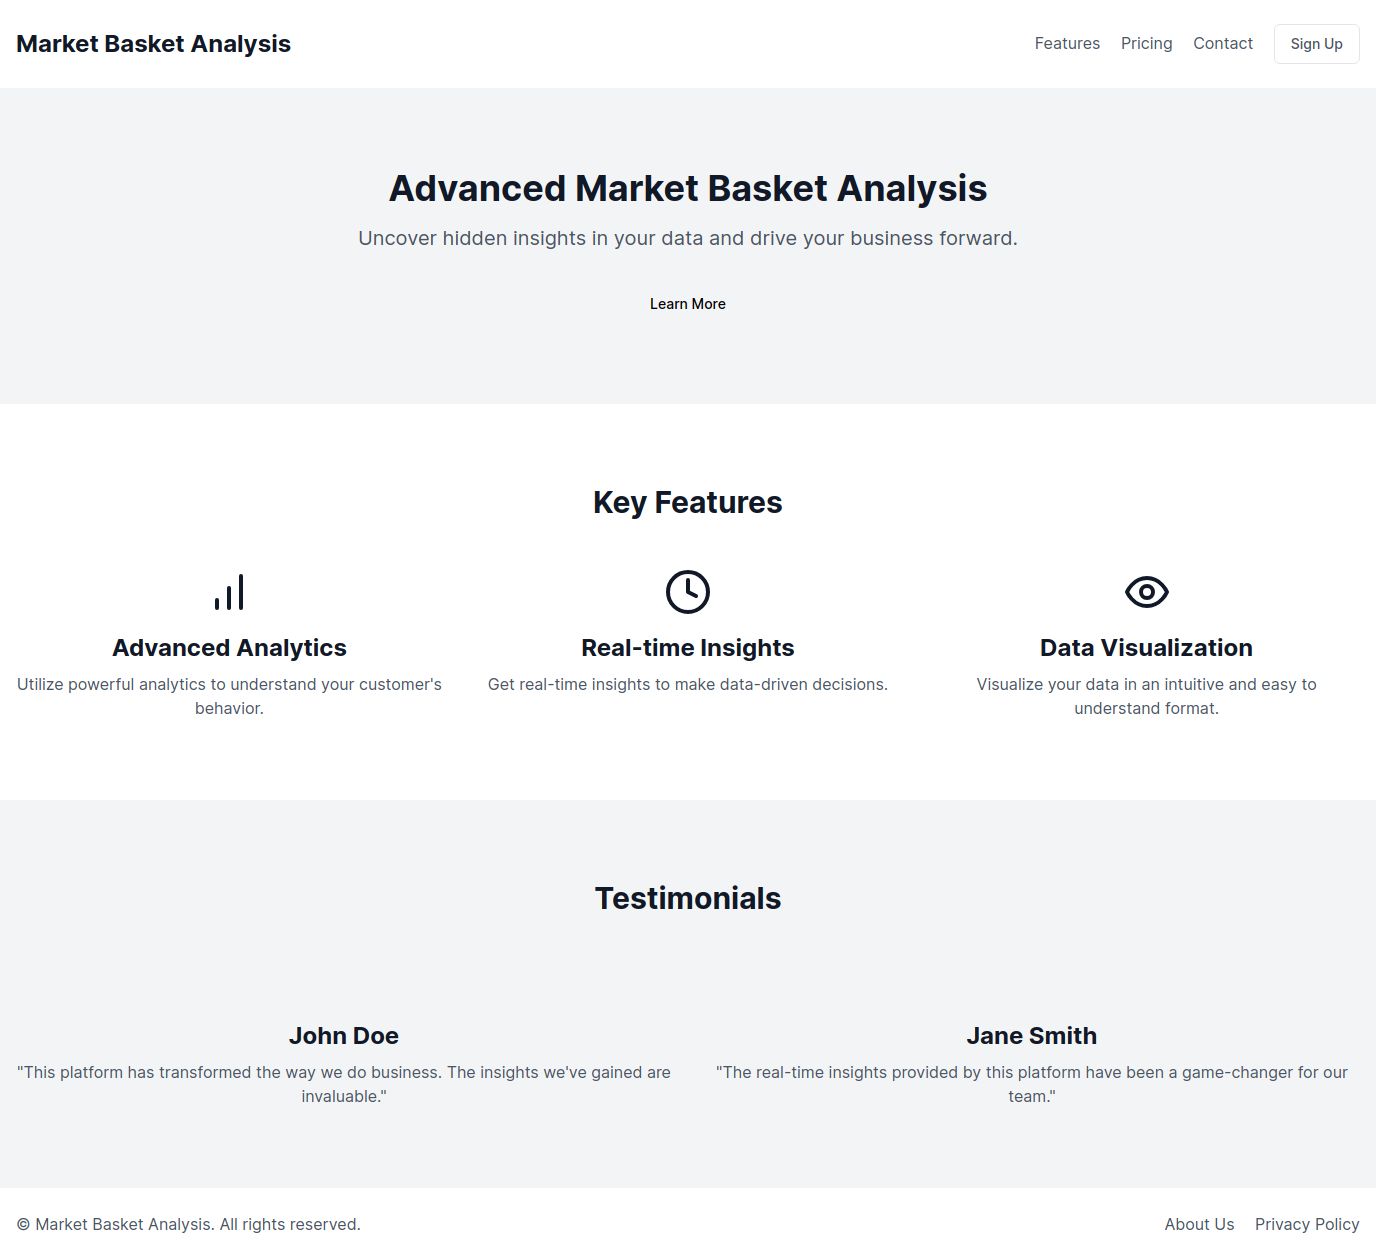 Market Basket Analysis
Features
Pricing
Contact
Sign Up
Advanced Market Basket Analysis
Uncover hidden insights in your data and drive your business forward.
Learn More
Key Features
Advanced Analytics
Utilize powerful analytics to understand your customer's
behavior.
Real-time Insights
Get real-time insights to make data-driven decisions.
Data Visualization
Visualize your data in an intuitive and easy to
understand format.
Testimonials
John Doe
"This platform has transformed the way we do business. The insights we've gained are
invaluable."
Jane Smith
"The real-time insights provided by this platform have been a game-changer for our
team."
© Market Basket Analysis. All rights reserved.
About Us
Privacy Policy